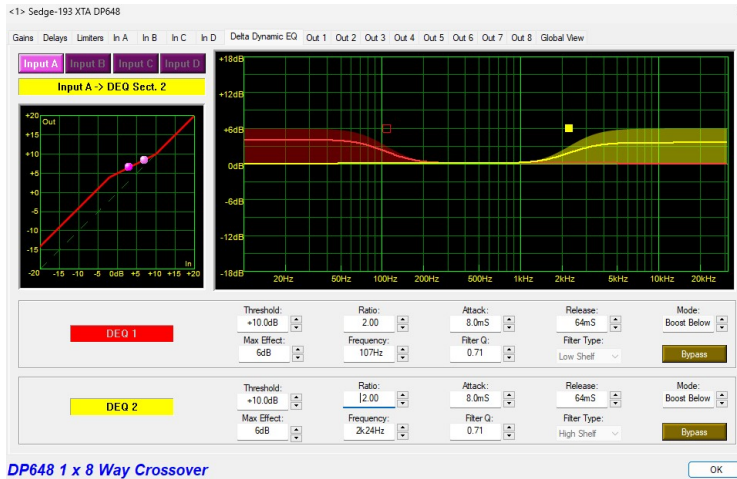 <1> Sedge-193 XTA DP648
Gains Delays Limiters In A In B In C In D Delta Dynamic EQ Out 1 Out 2 Out 3 Out 4 Out 5 Out 6 Out 7 Out 8 Global View
Input A Input B Input C Input D
Input A -> DEQ Sect. 2
+20 Out
+15
+10
+5
+0
-5
-10
-15
In
-20 -15 -10 -5 0dB +5 +10 +15 +20
+18dB
+12dB
+6dB
0dB
-6dB
-12dB
-18dB
20Hz 50Hz 100Hz 200Hz 500Hz 1kHz 2kHz 5kHz 10kHz 20kHz
DEQ 1
Threshold: Ratio: Attack: Release: Mode:
+10.0dB 2.00 8.0mS 64mS Boost Below
Max Effect: Frequency: Filter Q: Filter Type:
6dB 107Hz 0.71 Low Shelf Bypass
DEQ 2
Threshold: Ratio: Attack: Release: Mode:
+10.0dB 2.00 8.0mS 64mS Boost Below
Max Effect: Frequency: Filter Q: Filter Type:
6dB 2k24Hz 0.71 High Shelf Bypass
DP648 1 x 8 Way Crossover
OK